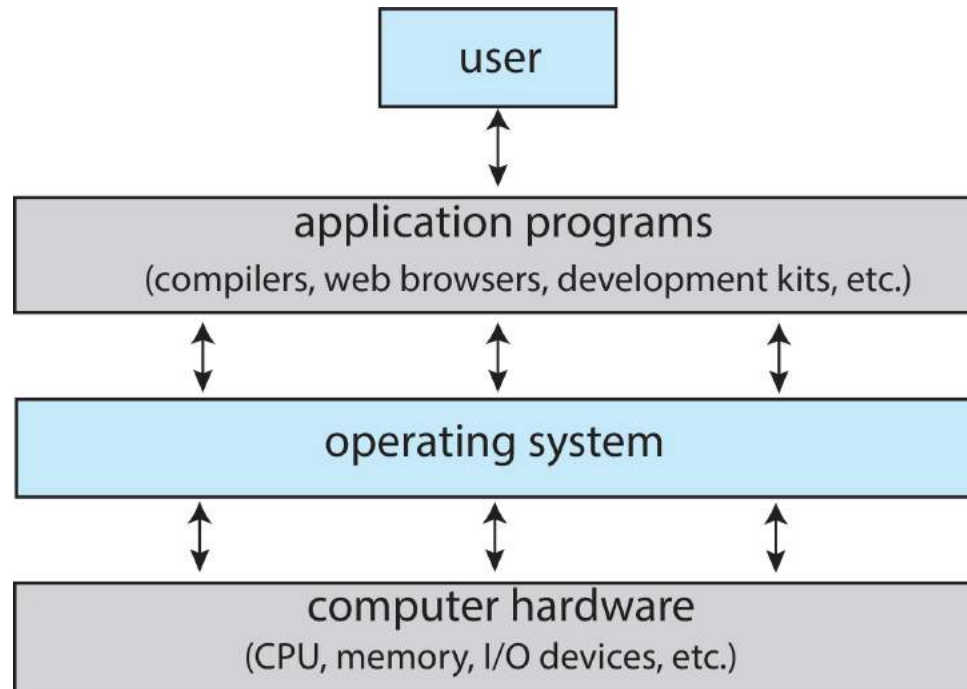 user
application programs
(compilers, web browsers, development kits, etc.)
operating system
computer hardware
(CPU, memory, I/O devices, etc.)